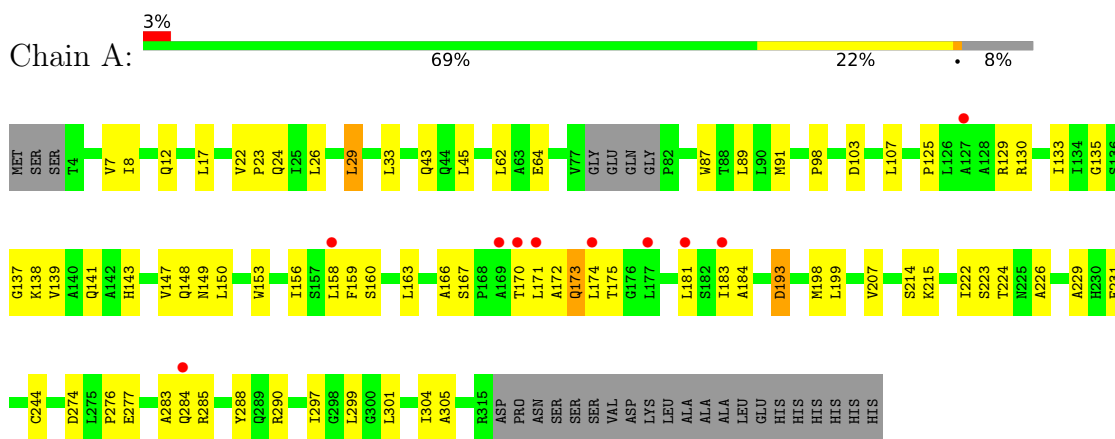 3%
Chain A:
69% 22% • 8%
MET SER SER T4 V7 I8 Q12 L17 V22 P23 Q24 I25 L26 L29 L33 Q43 Q44 L45 L62 A63 E64 V77 GLY GLU GLN GLY P82 W87 T88 L89 L90 M91 P98 D103 L107 P125 L126 A127 A128 R129 R130 I133 I134 G135 S136
G137 K138 V139 A140 Q141 A142 H143 V147 Q148 N149 L150 W153 I156 S157 L158 F159 S160 L163 A166 S167 P168 A169 T170 L171 A172 Q173 L174 T175 G176 L177 L181 S182 I183 A184 D193 M198 L199 V207 S214 K215 I222 S223 T224 N225 A226 A229 H230
C244 D274 L275 P276 E277 A283 Q284 R285 Y288 Q289 R290 I297 G298 L299 G300 L301 I304 A305 R315 ASP PRO ASN SER SER SER VAL ASP LYS LEU ALA ALA ALA LEU GLU HIS HIS HIS HIS HIS HIS